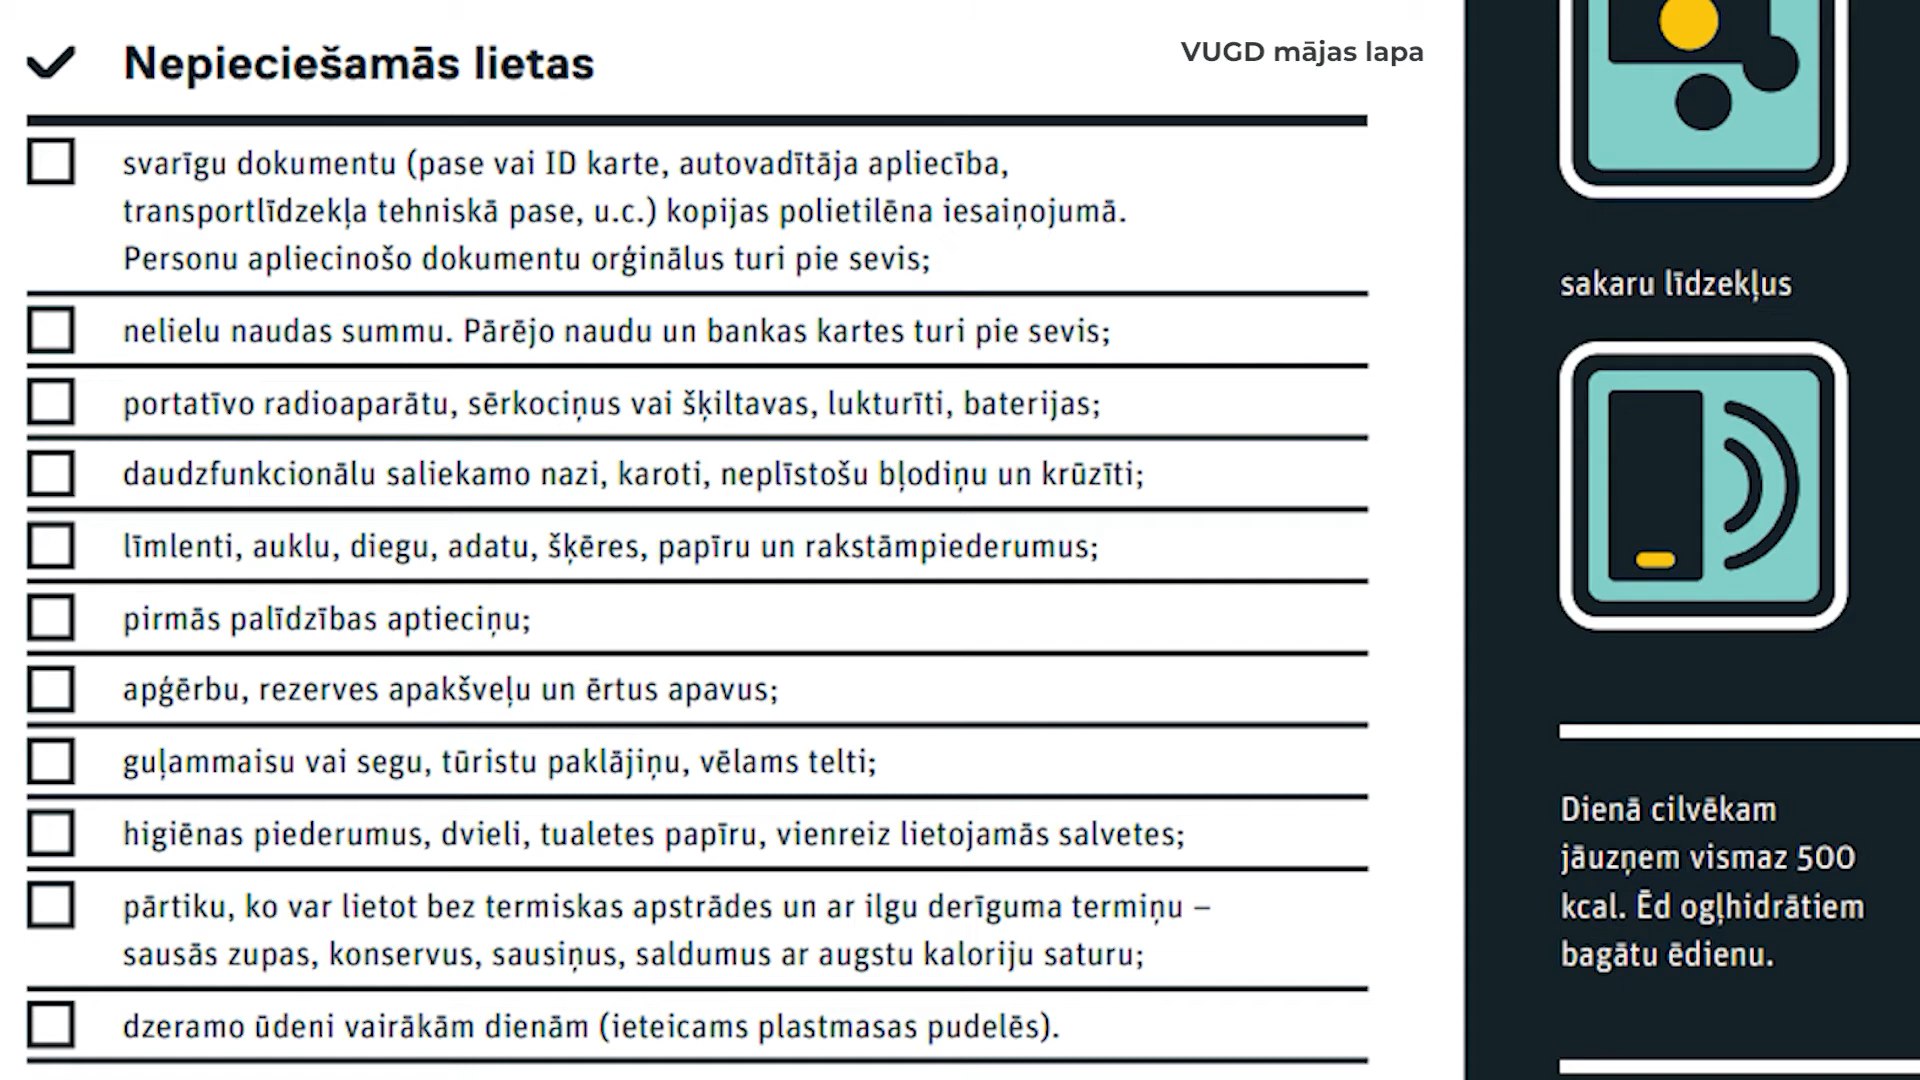 Nepieciešamās lietas
VUGD mājas lapa
svarīgu dokumentu (pase vai ID karte, autovadītāja apliecība,
transportlīdzekļa tehniskā pase, u.c.) kopijas polietilēna iesaiņojumā.
Personu apliecinošo dokumentu orģinālus turi pie sevis;
nelielu naudas summu. Pārējo naudu un bankas kartes turi pie sevis;
portatīvo radioaparātu, sērkociņus vai šķiltavas, lukturīti, baterijas;
daudzfunkcionālu saliekamo nazi, karoti, neplīstošu bļodiņu un krūzīti;
līmlenti, auklu, diegu, adatu, šķēres, papīru un rakstāmpiederumus;
pirmās palīdzības aptieciņu;
apģērbu, rezerves apakšveļu un ērtus apavus;
guļammaisu vai segu, tūristu paklājiņu, vēlams telti;
higiēnas piederumus, dvieli, tualetes papīru, vienreiz lietojamās salvetes;
pārtiku, ko var lietot bez termiskas apstrādes un ar ilgu derīguma termiņu –
sausās zupas, konservus, sausiņus, saldumus ar augstu kaloriju saturu;
dzeramo ūdeni vairākām dienām (ieteicams plastmasas pudelēs).
sakaru līdzekļus
Dienā cilvēkam
jāuzņem vismaz 500
kcal. Ēd ogļhidrātiem
bagātu ēdienu.